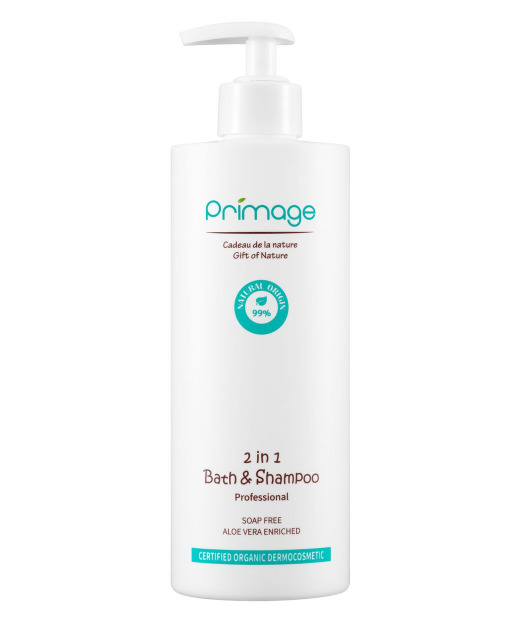 Primage
Cadeau de la nature
Gift of Nature
NATURAL ORIGIN
99%
2 in 1
Bath & Shampoo
Professional
SOAP FREE
ALOE VERA ENRICHED
CERTIFIED ORGANIC DERMOCOSMETIC